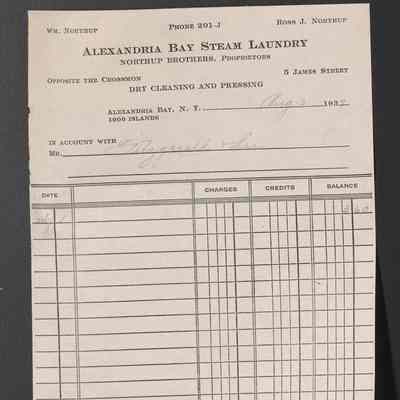 Wm. Northup Phone 201-J Ross J. Northup
Alexandria Bay Steam Laundry
Northup Brothers, Proprietors
Opposite the Crossmon 5 James Street
Dry Cleaning and Pressing
Alexandria Bay, N. Y. Aug 193
1000 Islands
In account with
Mr.
DATE CHARGES CREDITS BALANCE